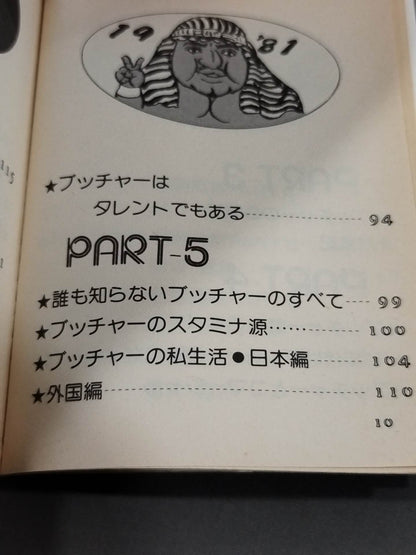 19 '81
★ブッチャーは
タレントでもある 94
PART-5
★誰も知らないブッチャーのすべて 99
★ブッチャーのスタミナ源…… 100
★ブッチャーの私生活●日本編 104
★外国編 110
10